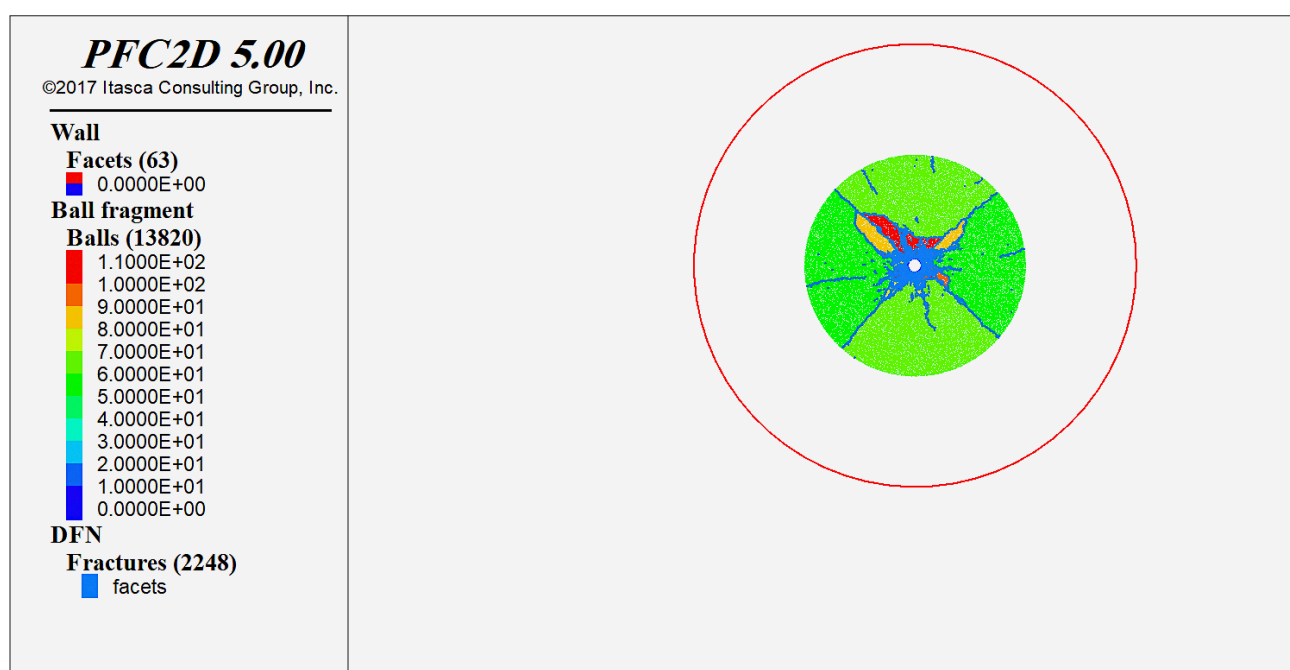 PFC2D 5.00
©2017 Itasca Consulting Group, Inc.
Wall
Facets (63)
0.0000E+00
Ball fragment
Balls (13820)
1.1000E+02
1.0000E+02
9.0000E+01
8.0000E+01
7.0000E+01
6.0000E+01
5.0000E+01
4.0000E+01
3.0000E+01
2.0000E+01
1.0000E+01
0.0000E+00
DFN
Fractures (2248)
facets